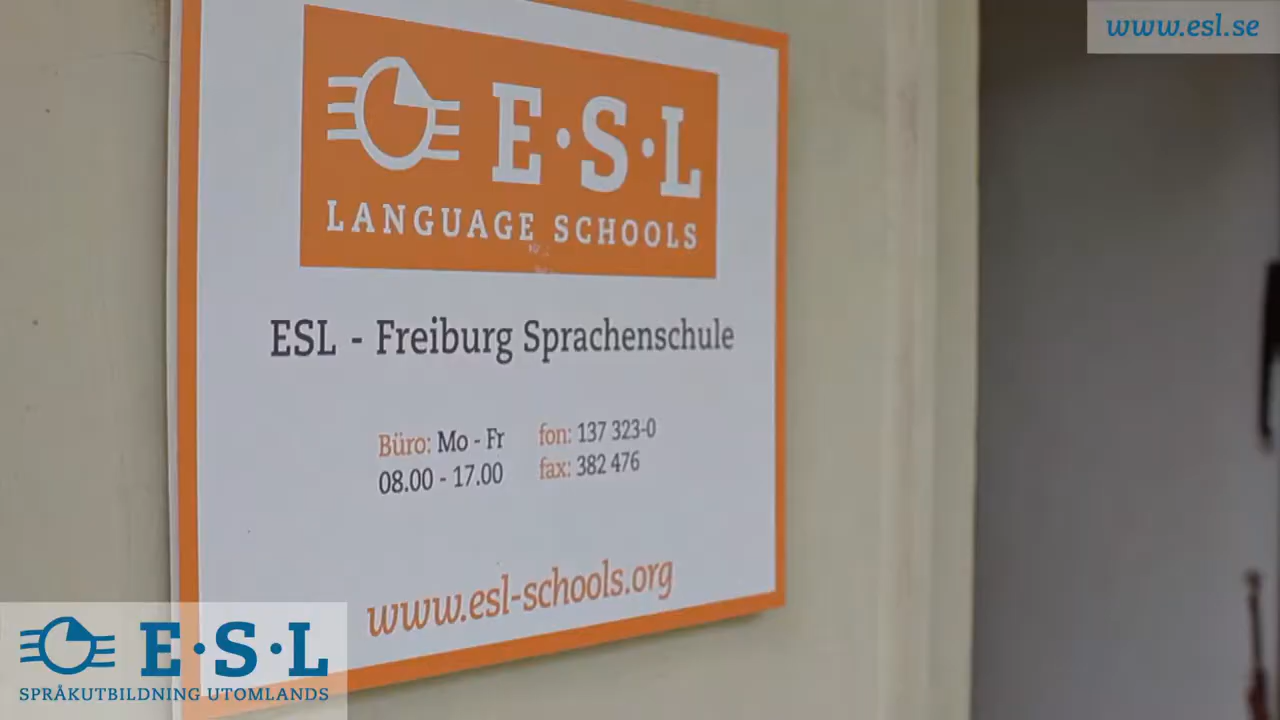 www.esl.se
E·S·L
LANGUAGE SCHOOLS
ESL - Freiburg Sprachenschule
Büro: Mo - Fr
08.00 - 17.00
fon: 137 323-0
fax: 382 476
www.esl-schools.org
E·S·L
SPRÅKUTBILDNING UTOMLANDS